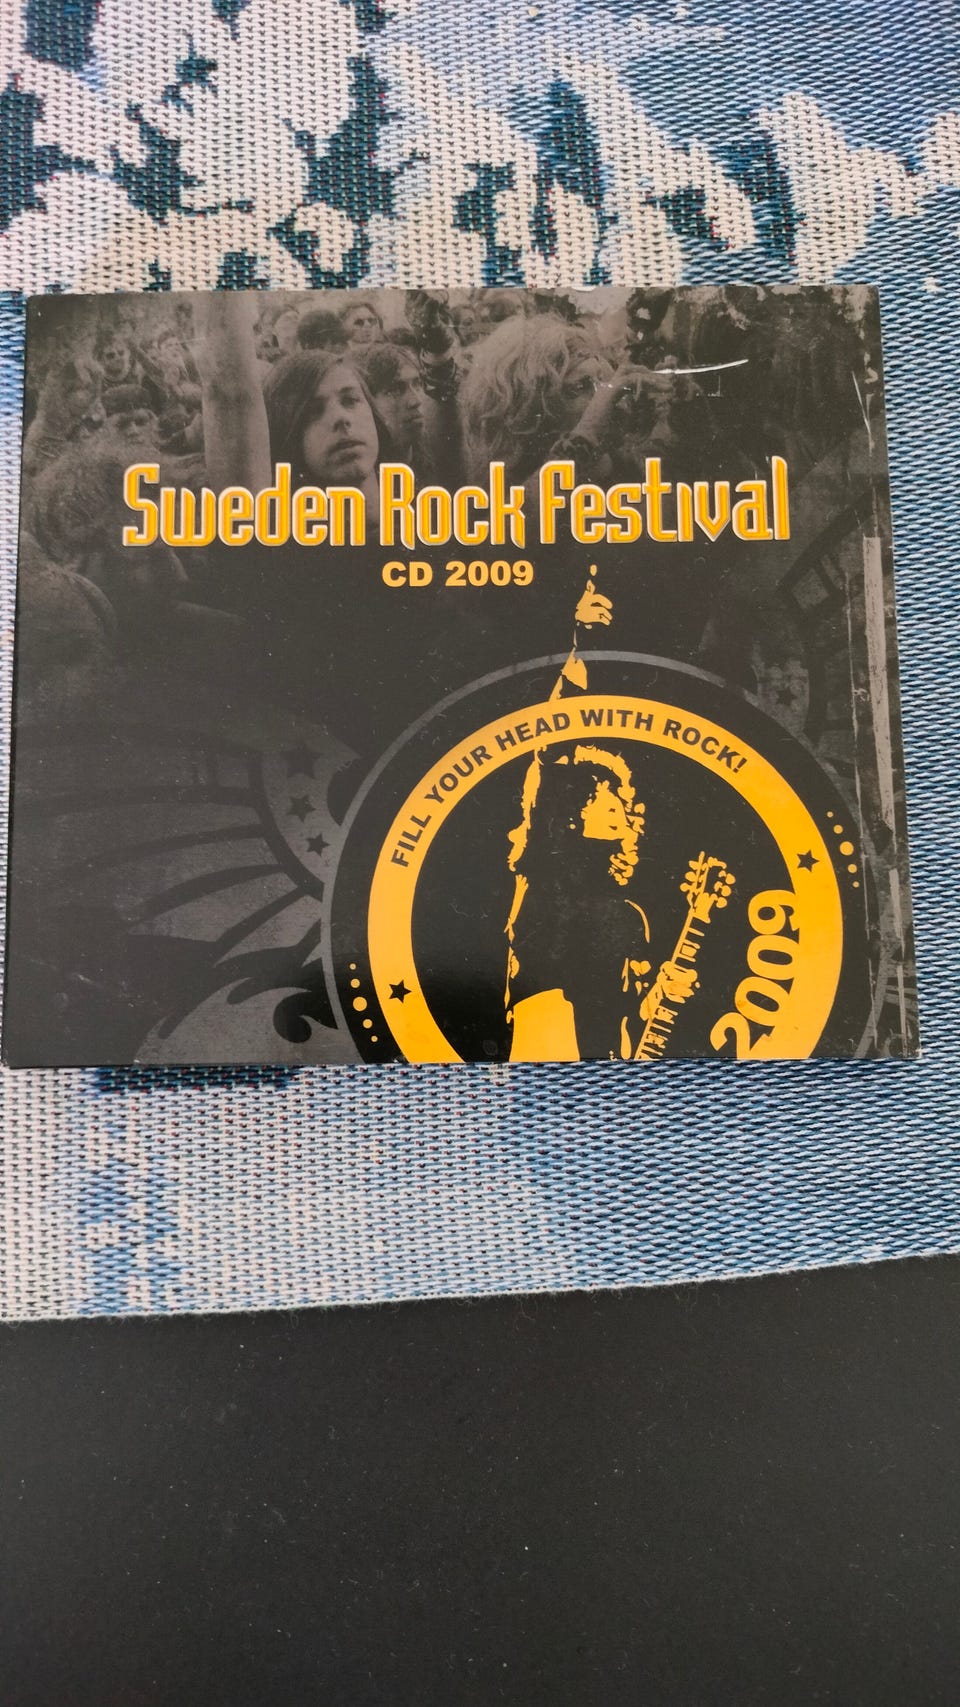 Sweden Rock Festival
CD 2009
FILL YOUR HEAD WITH ROCK!
2009